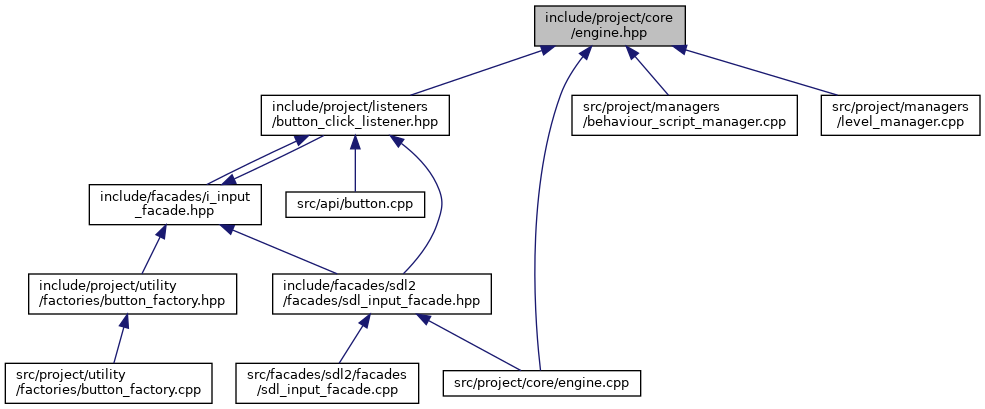 include/project/core
/engine.hpp
include/project/listeners
/button_click_listener.hpp
src/project/managers
/behaviour_script_manager.cpp
src/project/managers
/level_manager.cpp
include/facades/i_input
_facade.hpp
src/api/button.cpp
include/project/utility
/factories/button_factory.hpp
include/facades/sdl2
/facades/sdl_input_facade.hpp
src/project/utility
/factories/button_factory.cpp
src/facades/sdl2/facades
/sdl_input_facade.cpp
src/project/core/engine.cpp